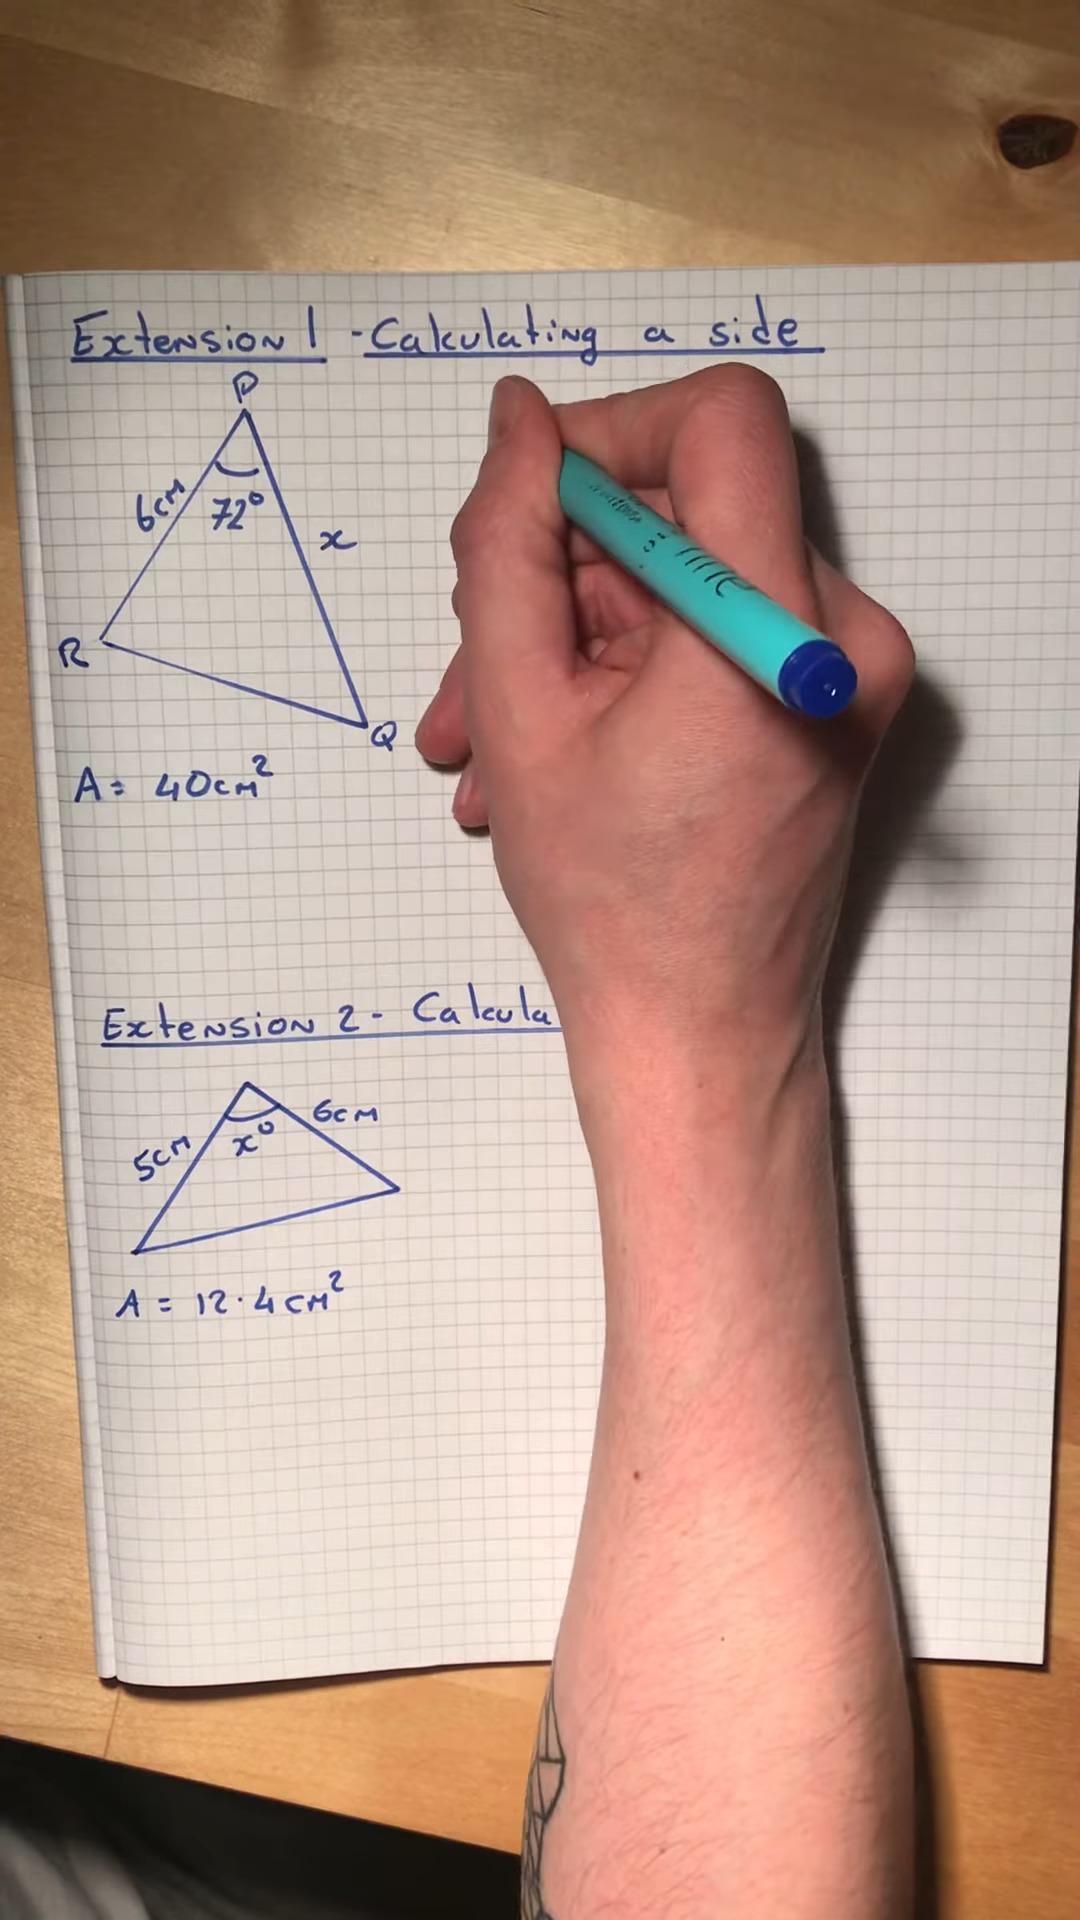 Extension 1 - Calculating a side
P
6cm
72°
x
R
Q
A = 40cm²
Extension 2 - Calcula
5cm
x°
6cm
A = 12·4cm²